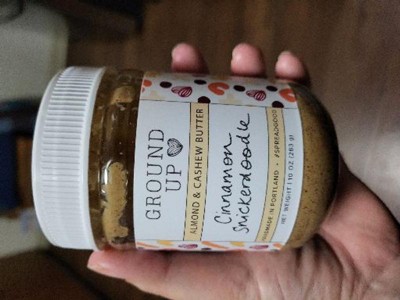 GROUND
UP
ALMOND & CASHEW BUTTER
Cinnamon
Snickerdoodle
HANDMADE IN PORTLAND • #SPREADGOOD
NET WEIGHT 10 OZ (283 g)